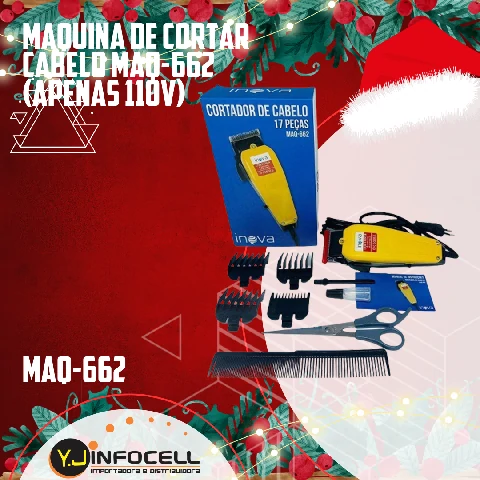 MAQUINA DE CORTAR
CABELO MAQ-662
(APENAS 110V)
inova
CORTADOR DE CABELO
17 PEÇAS
MAQ-662
inova
MAQ-662
Y.J INFOCELL
importadora e distribuidora